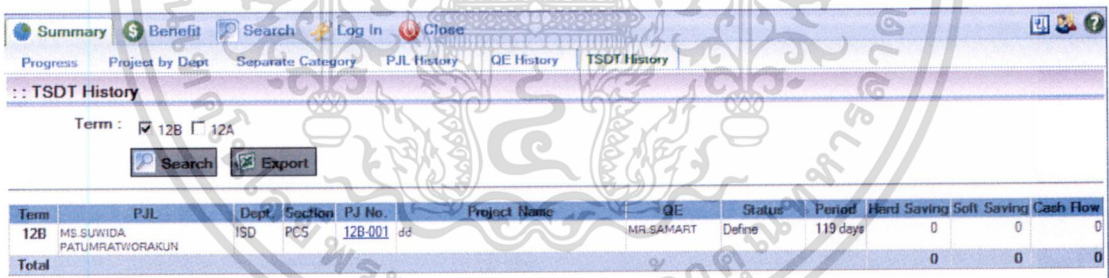 Summary Benefit Search Log In Close
Progress Project by Dept Separate Category PJL History QE History TSDT History
:: TSDT History
Term : 12B 12A
Search Export
Term PJL Dept. Section PJ No. Project Name QE Status Period Hard Saving Soft Saving Cash Flow
12B MS.SUWIDA PATUMRATWORAKUN ISD PCS 12B-001 dd MR.SAMART Define 119 days 0 0 0
Total 0 0 0